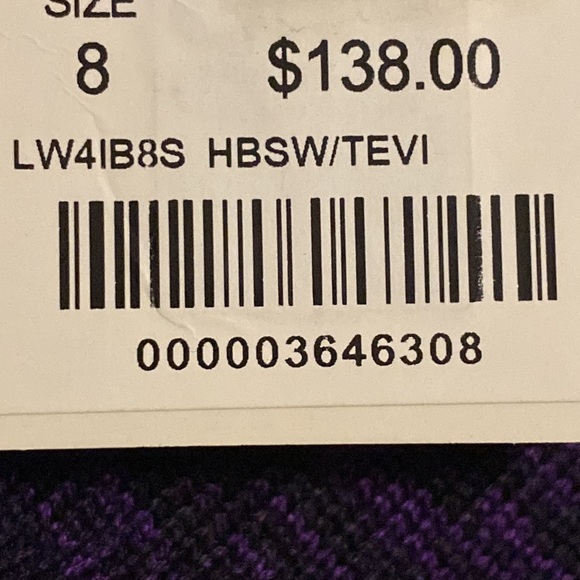 SIZE
8 $138.00
LW4IB8S HBSW/TEVI
000003646308